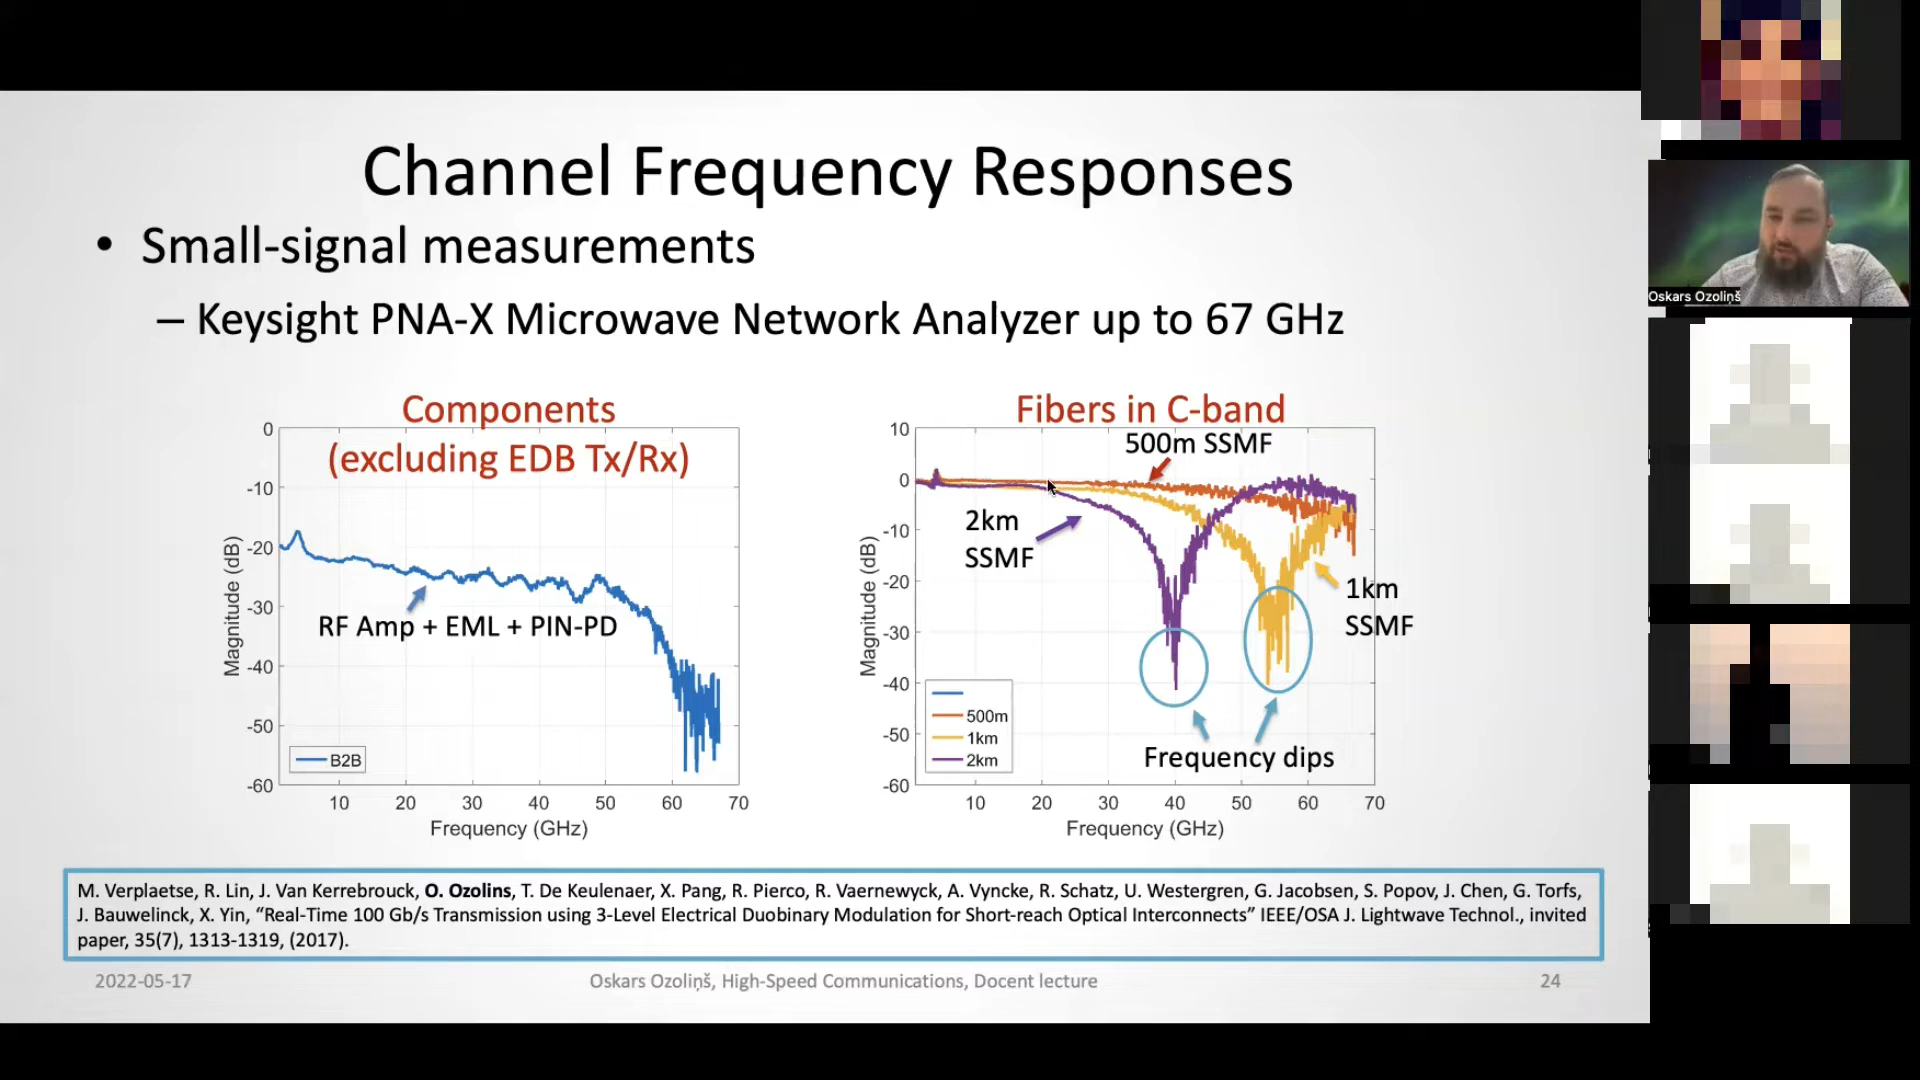 Channel Frequency Responses
• Small-signal measurements
– Keysight PNA-X Microwave Network Analyzer up to 67 GHz
Components
(excluding EDB Tx/Rx)
0
-10
-20
-30
-40
-50
-60
Magnitude (dB)
RF Amp + EML + PIN-PD
B2B
10 20 30 40 50 60 70
Frequency (GHz)
Fibers in C-band
500m SSMF
10
0
-10
-20
-30
-40
-50
-60
Magnitude (dB)
2km
SSMF
1km
SSMF
500m
1km
2km
Frequency dips
10 20 30 40 50 60 70
Frequency (GHz)
M. Verplaetse, R. Lin, J. Van Kerrebrouck, O. Ozolins, T. De Keulenaer, X. Pang, R. Pierco, R. Vaernewyck, A. Vyncke, R. Schatz, U. Westergren, G. Jacobsen, S. Popov, J. Chen, G. Torfs,
J. Bauwelinck, X. Yin, “Real-Time 100 Gb/s Transmission using 3-Level Electrical Duobinary Modulation for Short-reach Optical Interconnects” IEEE/OSA J. Lightwave Technol., invited
paper, 35(7), 1313-1319, (2017).
2022-05-17
Oskars Ozoliņš, High-Speed Communications, Docent lecture
24
Oskars Ozoliņš